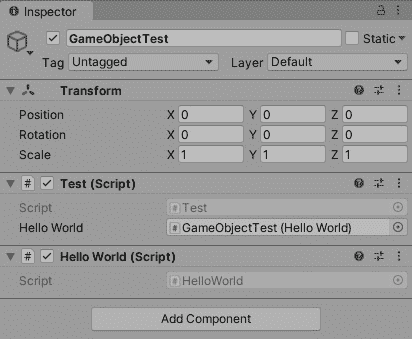 Inspector
GameObjectTest Static
Tag Untagged Layer Default
Transform
Position X 0 Y 0 Z 0
Rotation X 0 Y 0 Z 0
Scale X 1 Y 1 Z 1
# Test (Script)
Script # Test
Hello World # GameObjectTest (Hello World)
# Hello World (Script)
Script # HelloWorld
Add Component